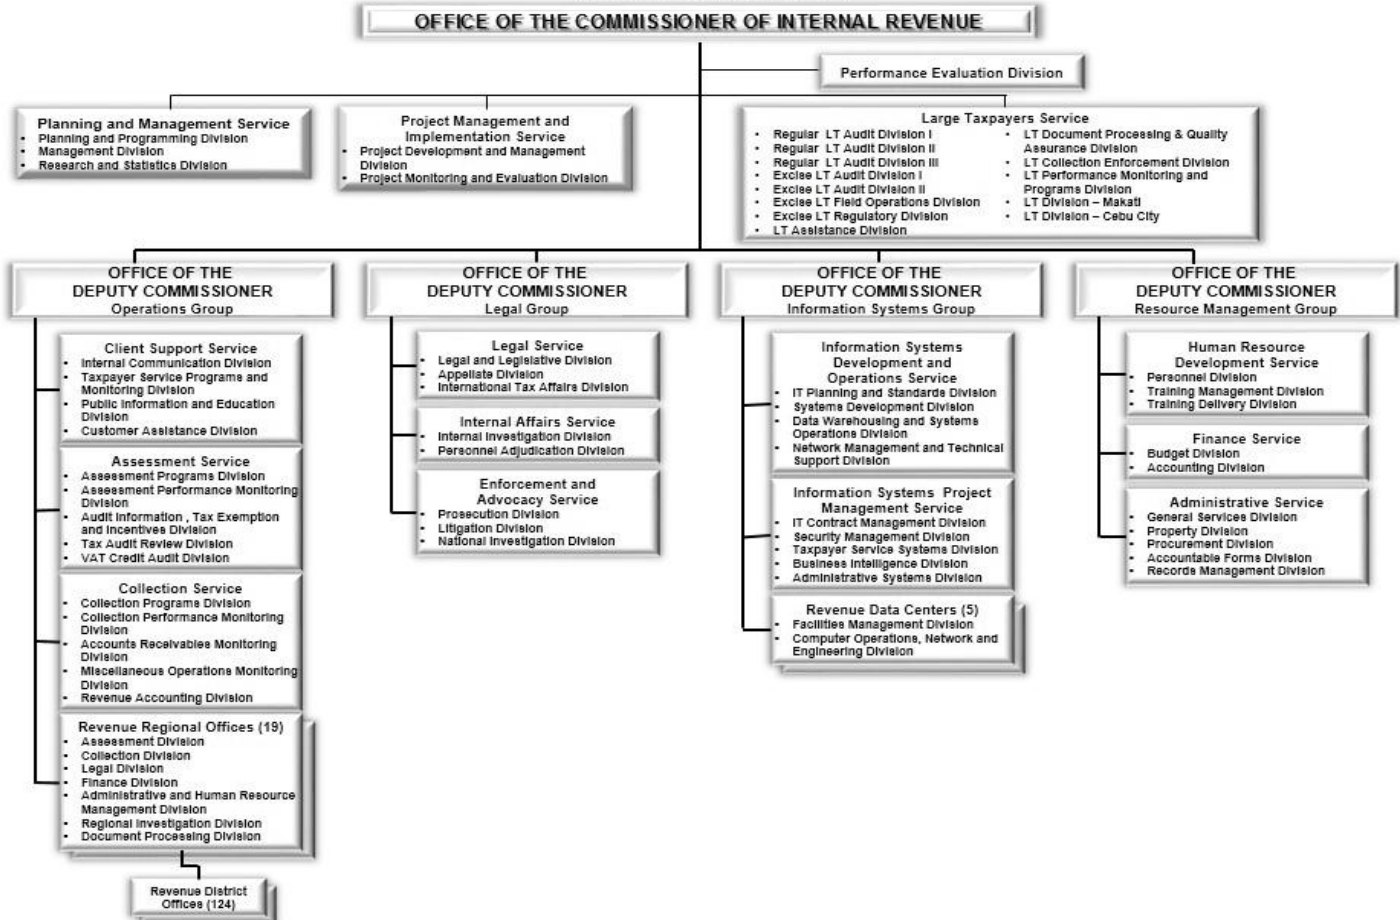 OFFICE OF THE COMMISSIONER OF INTERNAL REVENUE
Performance Evaluation Division
Planning and Management Service
• Planning and Programming Division
• Management Division
• Research and Statistics Division
Project Management and
Implementation Service
• Project Development and Management
Division
• Project Monitoring and Evaluation Division
Large Taxpayers Service
• Regular LT Audit Division I
• Regular LT Audit Division II
• Regular LT Audit Division III
• Excise LT Audit Division I
• Excise LT Audit Division II
• Excise LT Field Operations Division
• Excise LT Regulatory Division
• LT Assistance Division
• LT Document Processing & Quality
Assurance Division
• LT Collection Enforcement Division
• LT Performance Monitoring and
Programs Division
• LT Division – Makati
• LT Division – Cebu City
OFFICE OF THE
DEPUTY COMMISSIONER
Operations Group
Client Support Service
• Internal Communication Division
• Taxpayer Service Programs and
Monitoring Division
• Public Information and Education
Division
• Customer Assistance Division
Assessment Service
• Assessment Programs Division
• Assessment Performance Monitoring
Division
• Audit Information , Tax Exemption
and Incentives Division
• Tax Audit Review Division
• VAT Credit Audit Division
Collection Service
• Collection Programs Division
• Collection Performance Monitoring
Division
• Accounts Receivables Monitoring
Division
• Miscellaneous Operations Monitoring
Division
• Revenue Accounting Division
Revenue Regional Offices (19)
• Assessment Division
• Collection Division
• Legal Division
• Finance Division
• Administrative and Human Resource
Management Division
• Regional Investigation Division
• Document Processing Division
Revenue District
Offices (124)
OFFICE OF THE
DEPUTY COMMISSIONER
Legal Group
Legal Service
• Legal and Legislative Division
• Appellate Division
• International Tax Affairs Division
Internal Affairs Service
• Internal Investigation Division
• Personnel Adjudication Division
Enforcement and
Advocacy Service
• Prosecution Division
• Litigation Division
• National Investigation Division
OFFICE OF THE
DEPUTY COMMISSIONER
Information Systems Group
Information Systems
Development and
Operations Service
• IT Planning and Standards Division
• Systems Development Division
• Data Warehousing and Systems
Operations Division
• Network Management and Technical
Support Division
Information Systems Project
Management Service
• IT Contract Management Division
• Security Management Division
• Taxpayer Service Systems Division
• Business Intelligence Division
• Administrative Systems Division
Revenue Data Centers (5)
• Facilities Management Division
• Computer Operations, Network and
Engineering Division
OFFICE OF THE
DEPUTY COMMISSIONER
Resource Management Group
Human Resource
Development Service
• Personnel Division
• Training Management Division
• Training Delivery Division
Finance Service
• Budget Division
• Accounting Division
Administrative Service
• General Services Division
• Property Division
• Procurement Division
• Accountable Forms Division
• Records Management Division